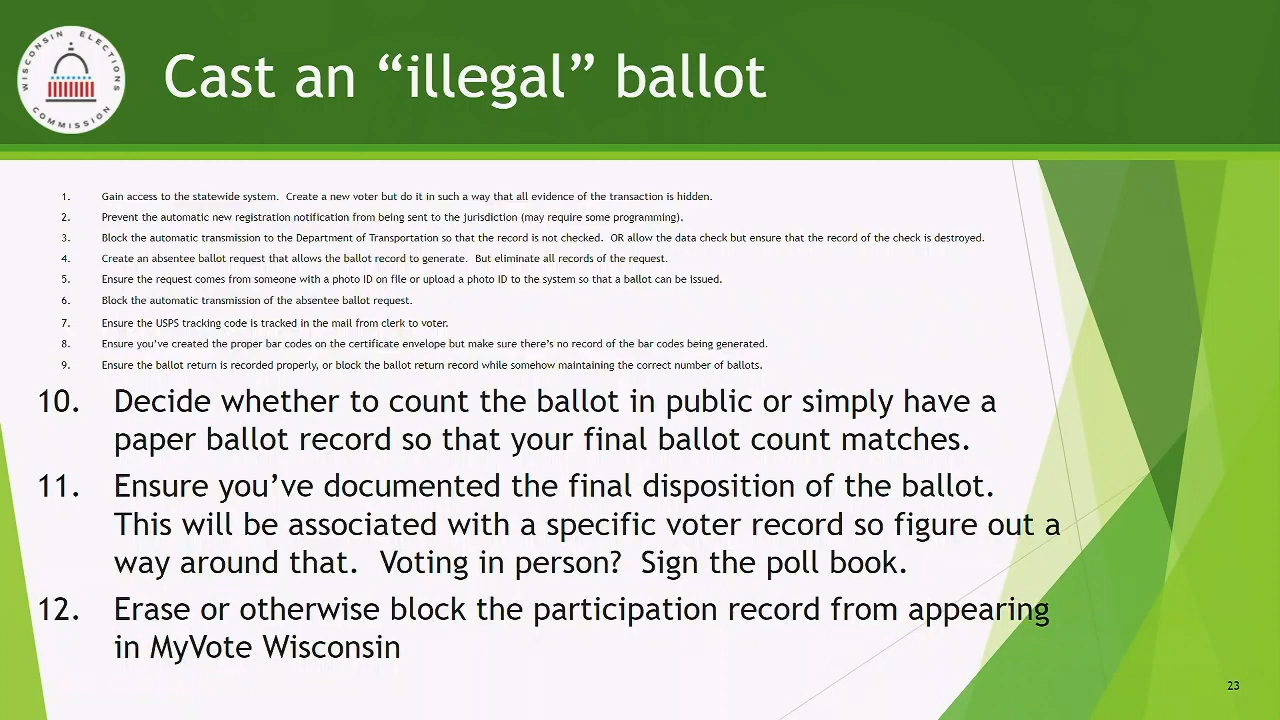 WISCONSIN ELECTIONS COMMISSION
Cast an “illegal” ballot
1. Gain access to the statewide system. Create a new voter but do it in such a way that all evidence of the transaction is hidden.
2. Prevent the automatic new registration notification from being sent to the jurisdiction (may require some programming).
3. Block the automatic transmission to the Department of Transportation so that the record is not checked. OR allow the data check but ensure that the record of the check is destroyed.
4. Create an absentee ballot request that allows the ballot record to generate. But eliminate all records of the request.
5. Ensure the request comes from someone with a photo ID on file or upload a photo ID to the system so that a ballot can be issued.
6. Block the automatic transmission of the absentee ballot request.
7. Ensure the USPS tracking code is tracked in the mail from clerk to voter.
8. Ensure you’ve created the proper bar codes on the certificate envelope but make sure there’s no record of the bar codes being generated.
9. Ensure the ballot return is recorded properly, or block the ballot return record while somehow maintaining the correct number of ballots.
10. Decide whether to count the ballot in public or simply have a
paper ballot record so that your final ballot count matches.
11. Ensure you’ve documented the final disposition of the ballot.
This will be associated with a specific voter record so figure out a
way around that. Voting in person? Sign the poll book.
12. Erase or otherwise block the participation record from appearing
in MyVote Wisconsin
23